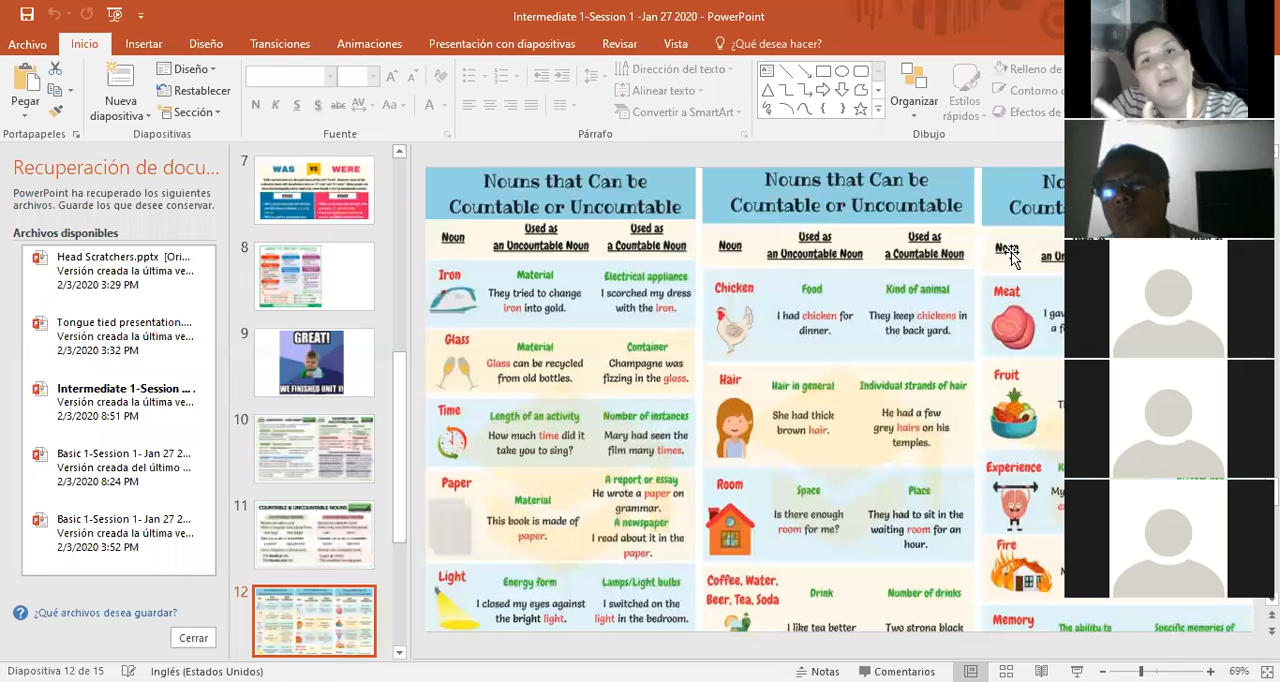 Intermediate 1-Session 1 -Jan 27 2020 - PowerPoint
Archivo
Inicio
Insertar
Diseño
Transiciones
Animaciones
Presentación con diapositivas
Revisar
Vista
¿Qué desea hacer?
Pegar
Portapapeles
Nueva
diapositiva
Diseño
Restablecer
Sección
Diapositivas
N K S S abc AV Aa A
Fuente
Párrafo
Dirección del texto
Alinear texto
Convertir a SmartArt
Organizar
Estilos
rápidos
Relleno de
Contorno
Efectos de
Dibujo
Recuperación de docu...
PowerPoint ha recuperado los siguientes
archivos. Guarde los que desee conservar.
Archivos disponibles
Head Scratchers.pptx [Ori...
Versión creada la última ve...
2/3/2020 3:29 PM
Tongue tied presentation....
Versión creada la última ve...
2/3/2020 3:32 PM
Intermediate 1-Session ...
Versión creada la última ve...
2/3/2020 8:51 PM
Basic 1-Session 1- Jan 27 2...
Versión creada del último ...
2/3/2020 8:24 PM
Basic 1-Session 1- Jan 27 2...
Versión creada la última ve...
2/3/2020 3:52 PM
¿Qué archivos desea guardar?
Cerrar
7
WAS VS WERE
8
9
GREAT!
WE FINISHED UNIT 1!
10
11
COUNTABLE & UNCOUNTABLE NOUNS
12
Nouns that Can be
Countable or Uncountable
Noun
Used as
an Uncountable Noun
Used as
a Countable Noun
Iron
Material
They tried to change
iron into gold.
Electrical appliance
I scorched my dress
with the iron.
Glass
Material
Glass can be recycled
from old bottles.
Container
Champagne was
fizzing in the glass.
Time
Length of an activity
How much time did it
take you to sing?
Number of instances
Mary had seen the
film many times.
Paper
Material
This book is made of
paper.
A report or essay
He wrote a paper on
grammar.
A newspaper
I read about it in the
paper.
Light
Energy form
I closed my eyes against
the bright light.
Lamps/Light bulbs
I switched on the
light in the bedroom.
Nouns that Can be
Countable or Uncountable
Noun
Used as
an Uncountable Noun
Used as
a Countable Noun
Chicken
Food
I had chicken for
dinner.
Kind of animal
They keep chickens in
the back yard.
Hair
Hair in general
She had thick
brown hair.
Individual strands of hair
He had a few
grey hairs on his
temples.
Room
Space
Is there enough
room for me?
Place
They had to sit in the
waiting room for an
hour.
Coffee, Water,
Beer, Tea, Soda
Drink
I like tea better
Number of drinks
Two strong black
Meat
Fruit
Experience
Fire
Memory
The ability to
Specific memories of
Diapositiva 12 de 15
Inglés (Estados Unidos)
Notas
Comentarios
69%